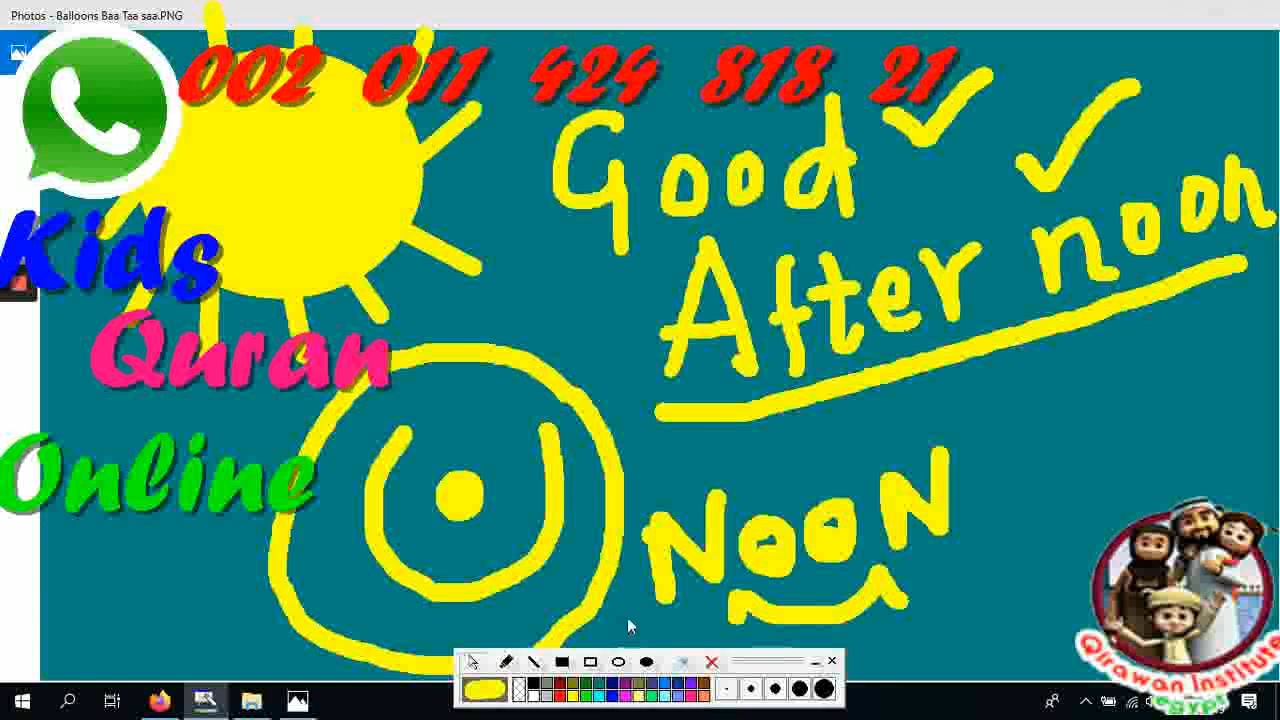 Photos - Balloons Baa Taa saa.PNG
002 011 424 818 21
Good
After noon
Kids
Quran
Online
ن
NOON
Qirawan Institute
egypt